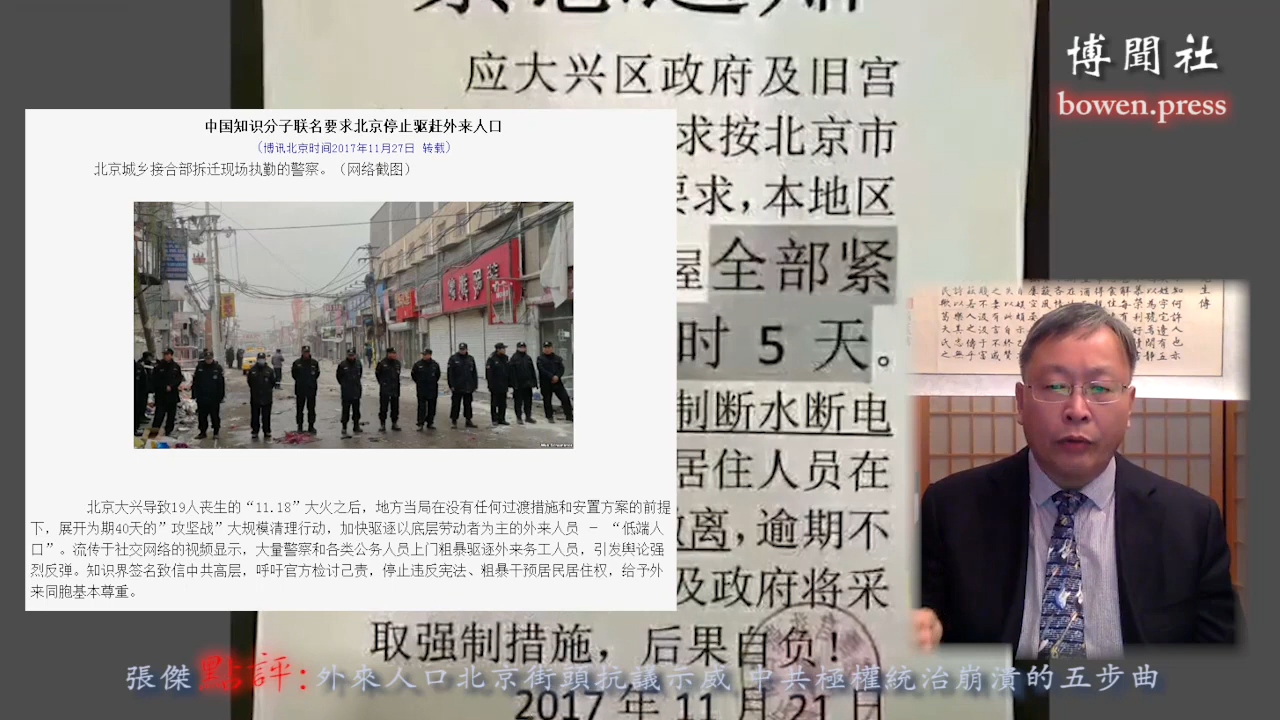 紧急通知
应大兴区政府及旧宫
求按北京市
要求，本地区
屋全部紧
时 5 天。
制断水断电
居住人员在
撤离，逾期不
及政府将采
取强制措施，后果自负！
2017 年 11 月 21 日
博聞社
bowen.press
中国知识分子联名要求北京停止驱赶外来人口
（博讯北京时间2017年11月27日 转载）
北京城乡接合部拆迁现场执勤的警察。（网络截图）
北京大兴导致19人丧生的“11.18”大火之后，地方当局在没有任何过渡措施和安置方案的前提
下，展开为期40天的”攻坚战”大规模清理行动，加快驱逐以底层劳动者为主的外来人员 － “低端人
口”。流传于社交网络的视频显示，大量警察和各类公务人员上门粗暴驱逐外来务工人员，引发舆论强
烈反弹。知识界签名致信中共高层，呼吁官方检讨己责，停止违反宪法、粗暴干预居民居住权，给予外
来同胞基本尊重。
張傑點評:外來人口北京街頭抗議示威 中共極權統治崩潰的五步曲